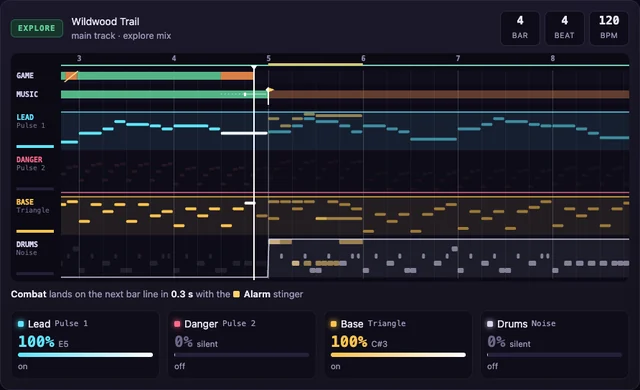 EXPLORE
Wildwood Trail
main track · explore mix
4
BAR
4
BEAT
120
BPM
3 4 5 6 7 8
GAME
MUSIC
LEAD
Pulse 1
DANGER
Pulse 2
BASE
Triangle
DRUMS
Noise
Combat lands on the next bar line in 0.3 s with the Alarm stinger
Lead Pulse 1
100% E5
on
Danger Pulse 2
0% silent
off
Base Triangle
100% C#3
on
Drums Noise
0% silent
off